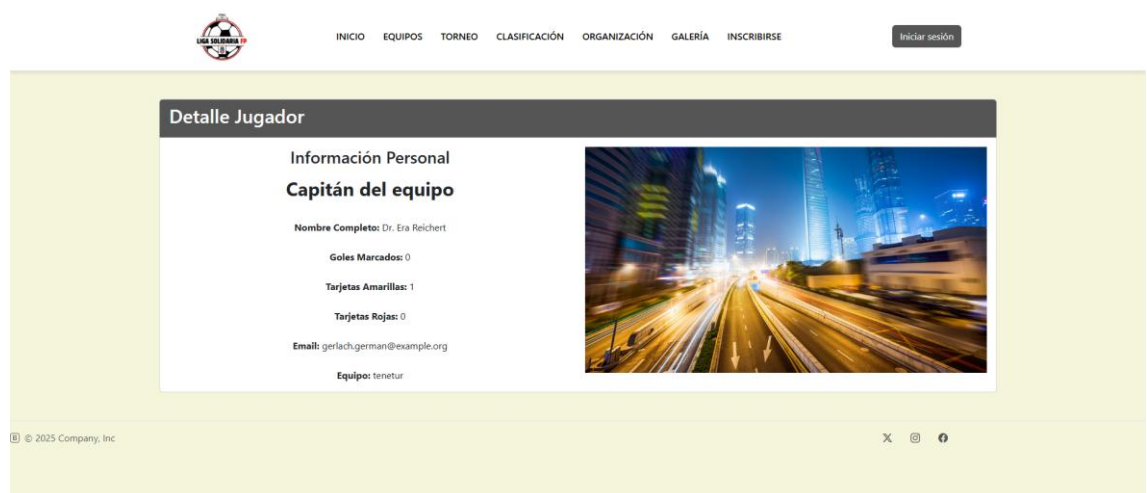 LIGA SOLIDARIA FP
INICIO EQUIPOS TORNEO CLASIFICACIÓN ORGANIZACIÓN GALERÍA INSCRIBIRSE
Iniciar sesión
Detalle Jugador
Información Personal
Capitán del equipo
Nombre Completo: Dr. Era Reichert
Goles Marcados: 0
Tarjetas Amarillas: 1
Tarjetas Rojas: 0
Email: gerlach.german@example.org
Equipo: tenetur
© 2025 Company, Inc